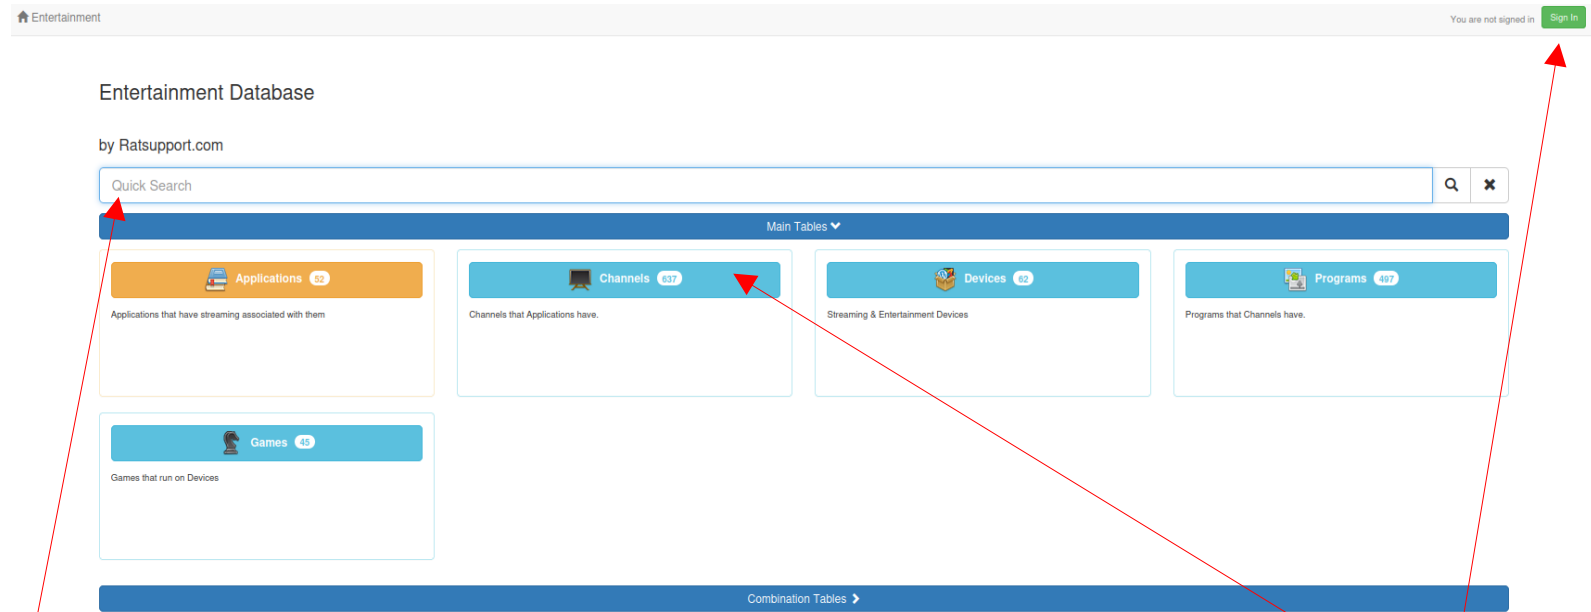 Entertainment
You are not signed in Sign In
Entertainment Database
by Ratsupport.com
Quick Search
Main Tables
Applications 52
Channels 637
Devices 62
Programs 497
Applications that have streaming associated with them
Channels that Applications have.
Streaming & Entertainment Devices
Programs that Channels have.
Games 45
Games that run on Devices
Combination Tables